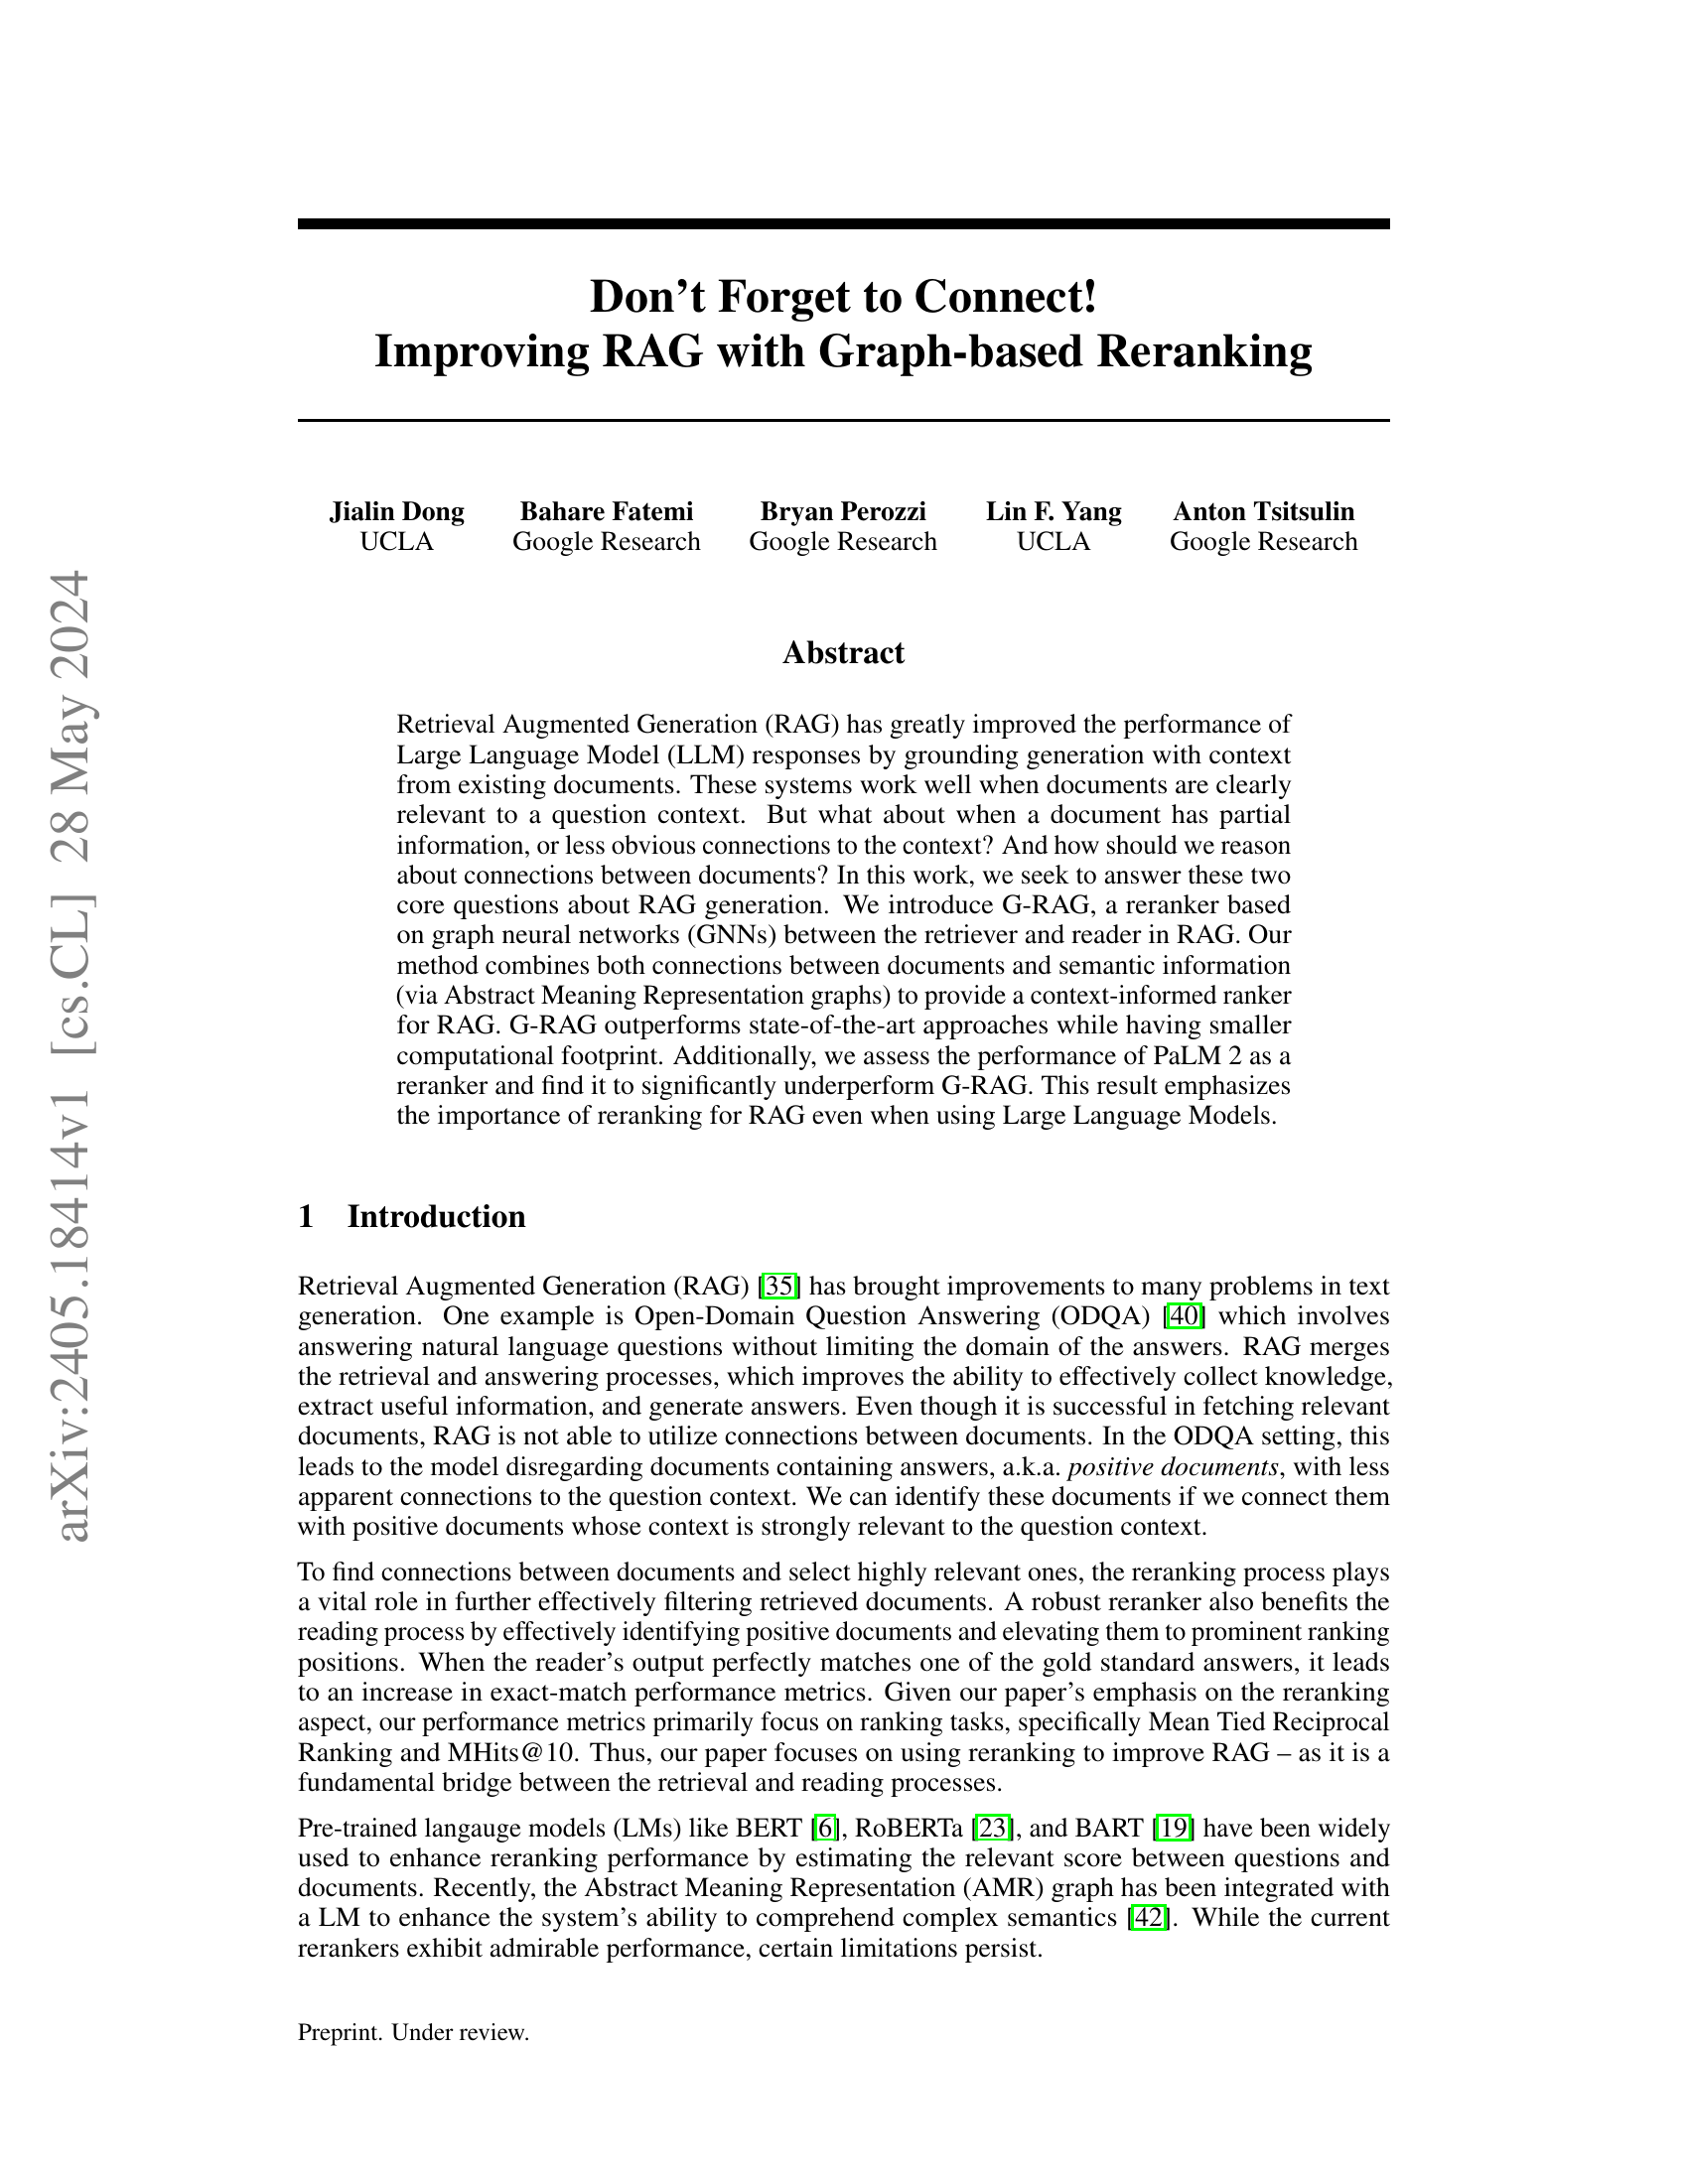 arXiv:2405.18414v1 [cs.CL] 28 May 2024
Don't Forget to Connect!
Improving RAG with Graph-based Reranking
Jialin Dong Bahare Fatemi Bryan Perozzi Lin F. Yang Anton Tsitsulin
UCLA Google Research Google Research UCLA Google Research
Abstract
Retrieval Augmented Generation (RAG) has greatly improved the performance of
Large Language Model (LLM) responses by grounding generation with context
from existing documents. These systems work well when documents are clearly
relevant to a question context. But what about when a document has partial
information, or less obvious connections to the context? And how should we reason
about connections between documents? In this work, we seek to answer these two
core questions about RAG generation. We introduce G-RAG, a reranker based
on graph neural networks (GNNs) between the retriever and reader in RAG. Our
method combines both connections between documents and semantic information
(via Abstract Meaning Representation graphs) to provide a context-informed ranker
for RAG. G-RAG outperforms state-of-the-art approaches while having smaller
computational footprint. Additionally, we assess the performance of PaLM 2 as a
reranker and find it to significantly underperform G-RAG. This result emphasizes
the importance of reranking for RAG even when using Large Language Models.
1 Introduction
Retrieval Augmented Generation (RAG) [35] has brought improvements to many problems in text
generation. One example is Open-Domain Question Answering (ODQA) [40] which involves
answering natural language questions without limiting the domain of the answers. RAG merges
the retrieval and answering processes, which improves the ability to effectively collect knowledge,
extract useful information, and generate answers. Even though it is successful in fetching relevant
documents, RAG is not able to utilize connections between documents. In the ODQA setting, this
leads to the model disregarding documents containing answers, a.k.a. positive documents, with less
apparent connections to the question context. We can identify these documents if we connect them
with positive documents whose context is strongly relevant to the question context.
To find connections between documents and select highly relevant ones, the reranking process plays
a vital role in further effectively filtering retrieved documents. A robust reranker also benefits the
reading process by effectively identifying positive documents and elevating them to prominent ranking
positions. When the reader's output perfectly matches one of the gold standard answers, it leads
to an increase in exact-match performance metrics. Given our paper's emphasis on the reranking
aspect, our performance metrics primarily focus on ranking tasks, specifically Mean Tied Reciprocal
Ranking and MHits@10. Thus, our paper focuses on using reranking to improve RAG – as it is a
fundamental bridge between the retrieval and reading processes.
Pre-trained langauge models (LMs) like BERT [6], RoBERTa [23], and BART [19] have been widely
used to enhance reranking performance by estimating the relevant score between questions and
documents. Recently, the Abstract Meaning Representation (AMR) graph has been integrated with
a LM to enhance the system's ability to comprehend complex semantics [42]. While the current
rerankers exhibit admirable performance, certain limitations persist.
Preprint. Under review.